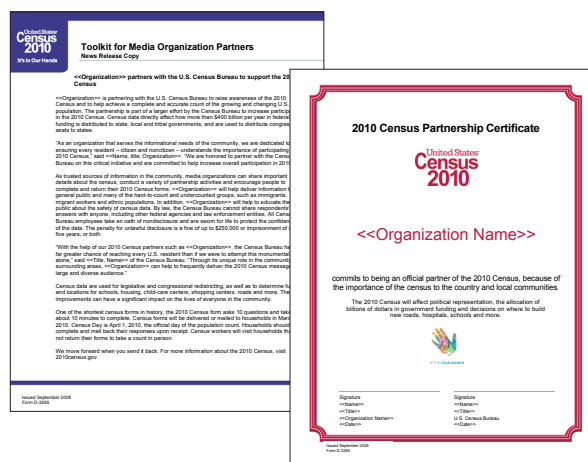 United States
Census
2010
It's In Our Hands
Toolkit for Media Organization Partners
News Release Copy
<<Organization>> partners with the U.S. Census Bureau to support the 20
Census
<<Organization>> is partnering with the U.S. Census Bureau to raise awareness of the 2010
Census and to help achieve a complete and accurate count of the growing and changing U.S.
population. The partnership is part of a larger effort by the Census Bureau to increase particip
in the 2010 Census. Census data directly affect how more than $400 billion per year in federal
funding is distributed to state, local and tribal governments, and are used to distribute congres
seats to states.
"As an organization that serves the informational needs of the community, we are dedicated to
ensuring every resident – citizen and noncitizen – understands the importance of participating
2010 Census," said <<Name, title, Organization>>. "We are honored to partner with the Censu
Bureau on this critical initiative and are committed to help increase overall participation in 201
As trusted sources of information in the community, media organizations can share important
details about the census, conduct a variety of partnership activities and encourage people to
complete and return their 2010 Census forms. <<Organization>> will help deliver information t
general public and many of the hard-to-count and undercounted groups, such as immigrants,
migrant workers and ethnic populations. In addition, <<Organization>> will help to educate the
public about the safety of census data. By law, the Census Bureau cannot share respondents'
answers with anyone, including other federal agencies and law enforcement entities. All Censu
Bureau employees take an oath of nondisclosure and are sworn for life to protect the confiden
of the data. The penalty for unlawful disclosure is a fine of up to $250,000 or imprisonment of u
five years, or both.
"With the help of our 2010 Census partners such as <<Organization>>, the Census Bureau ha
far greater chance of reaching every U.S. resident than if we were to attempt this monumental
alone," said <<Title, Name>> of the Census Bureau. "Through its unique role in the community
surrounding areas, <<Organization>> can help to frequently deliver the 2010 Census message
large and diverse audience."
Census data are used for legislative and congressional redistricting, as well as to determine fu
and locations for schools, housing, child-care centers, shopping centers, roads and more. The
improvements can have a significant impact on the lives of everyone in the community.
One of the shortest census forms in history, the 2010 Census form asks 10 questions and take
about 10 minutes to complete. Census forms will be delivered or mailed to households in Marc
2010. Census Day is April 1, 2010, the official day of the population count. Households should
complete and mail back their responses upon receipt. Census workers will visit households th
not return their forms to take a count in person.
We move forward when you send it back. For more information about the 2010 Census, visit
2010census.gov.
Issued September 2009
Form D-3295
2010 Census Partnership Certificate
United States
Census
2010
<<Organization Name>>
commits to being an official partner of the 2010 Census, because of
the importance of the census to the country and local communities.
The 2010 Census will affect political representation, the allocation of
billions of dollars in government funding and decisions on where to build
new roads, hospitals, schools and more.
IT'S IN OUR HANDS
Signature
<<Name>>
<<Title>>
<<Organization Name>>
<<Date>>
Signature
<<Name>>
<<Title>>
U.S. Census Bureau
<<Date>>
Issued September 2009
Form D-3295